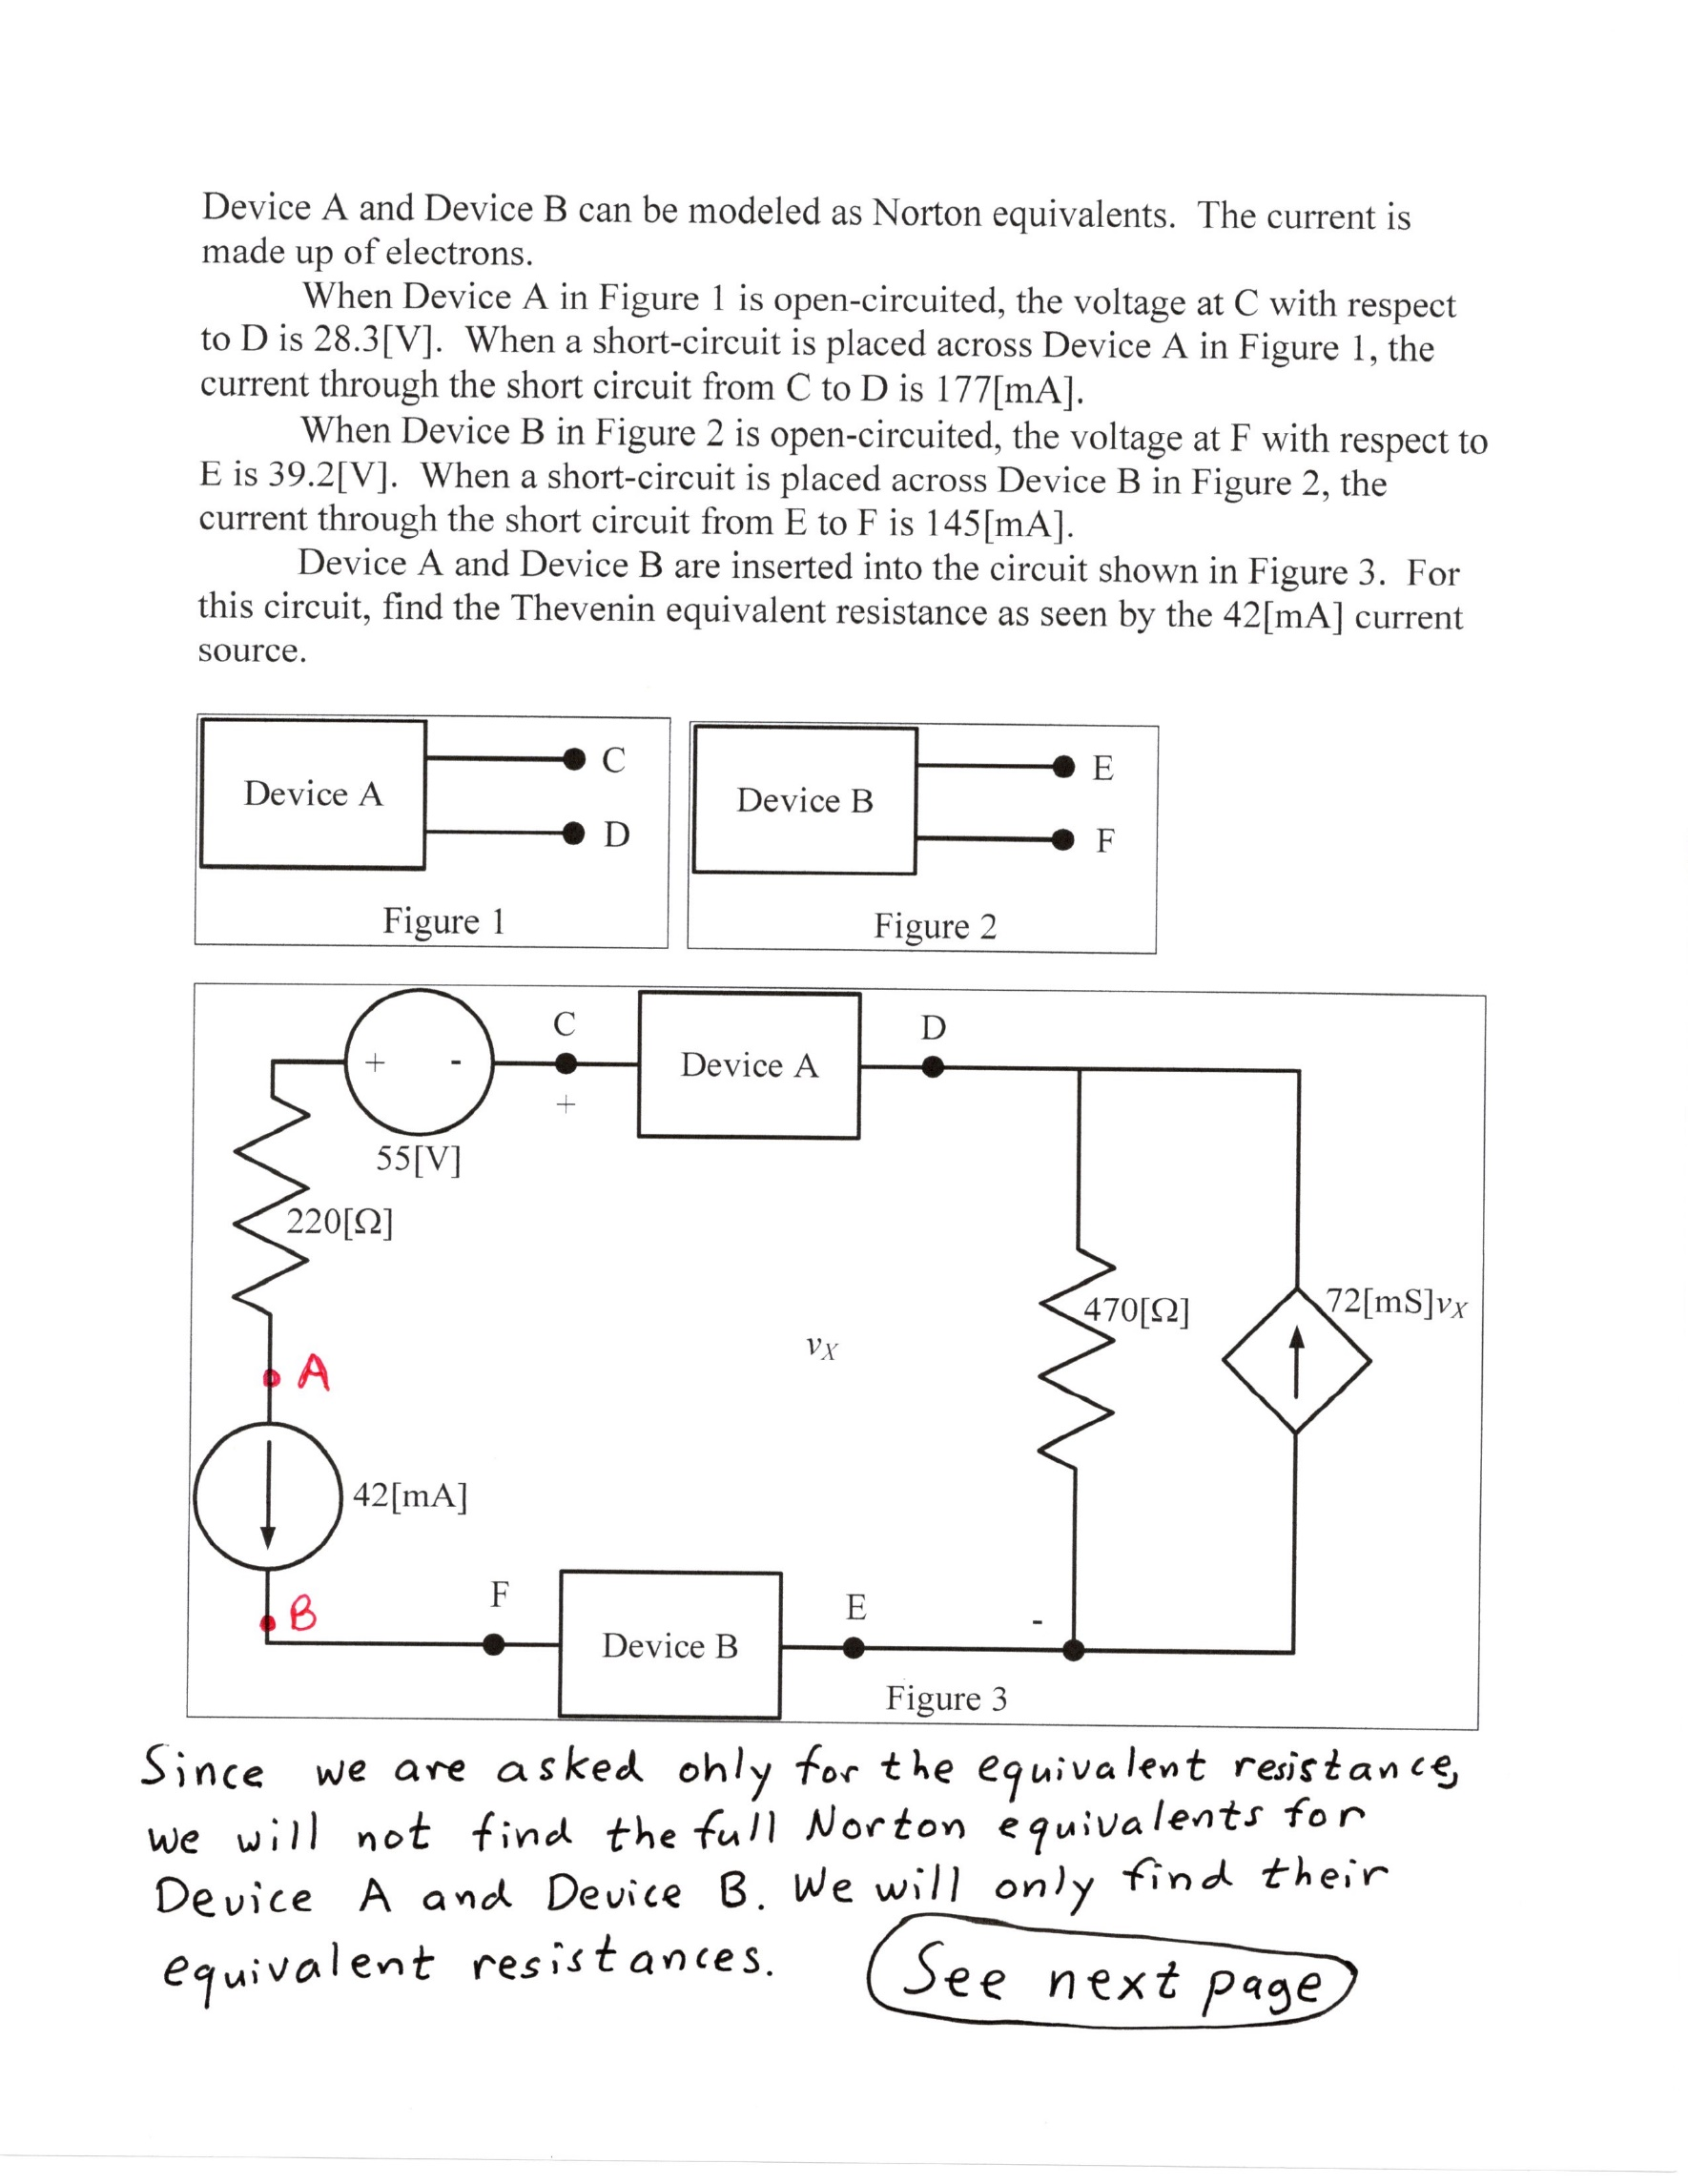 Device A and Device B can be modeled as Norton equivalents. The current is
made up of electrons.
When Device A in Figure 1 is open-circuited, the voltage at C with respect
to D is 28.3[V]. When a short-circuit is placed across Device A in Figure 1, the
current through the short circuit from C to D is 177[mA].
When Device B in Figure 2 is open-circuited, the voltage at F with respect to
E is 39.2[V]. When a short-circuit is placed across Device B in Figure 2, the
current through the short circuit from E to F is 145[mA].
Device A and Device B are inserted into the circuit shown in Figure 3. For
this circuit, find the Thevenin equivalent resistance as seen by the 42[mA] current
source.
Device A
C
D
Figure 1
Device B
E
F
Figure 2
C
D
+
-
Device A
+
55[V]
220[Ω]
470[Ω]
72[mS]vX
vX
A
42[mA]
B
F
E
-
Device B
Figure 3
Since we are asked only for the equivalent resistance,
we will not find the full Norton equivalents for
Device A and Device B. We will only find their
equivalent resistances.
See next page